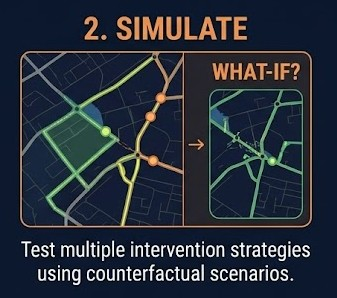 2. SIMULATE
WHAT-IF?
Test multiple intervention strategies
using counterfactual scenarios.